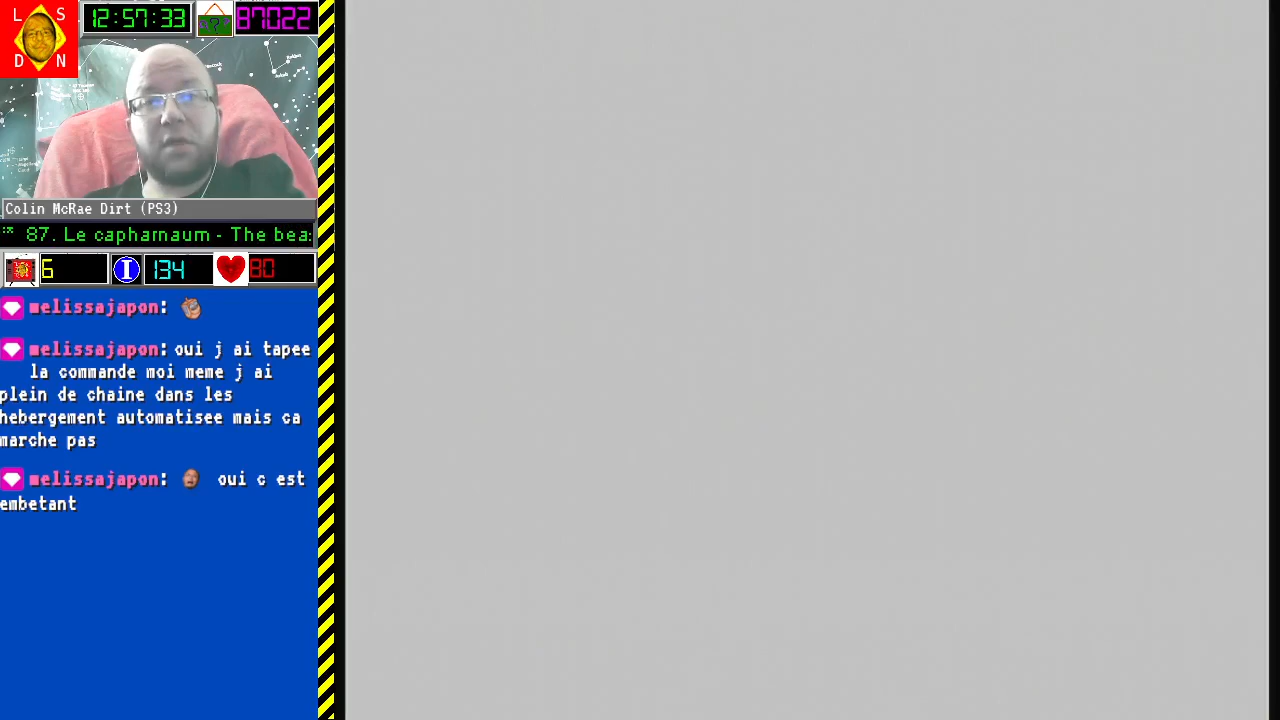 L S
D N
12:57:33
87022
Colin McRae Dirt (PS3)
87. Le capharnaum - The bea
6
134
80
melissajapon:
melissajapon: oui j ai tapee
la commande moi meme j ai
plein de chaine dans les
hebergement automatisee mais ca
marche pas
melissajapon: oui c est
embetant